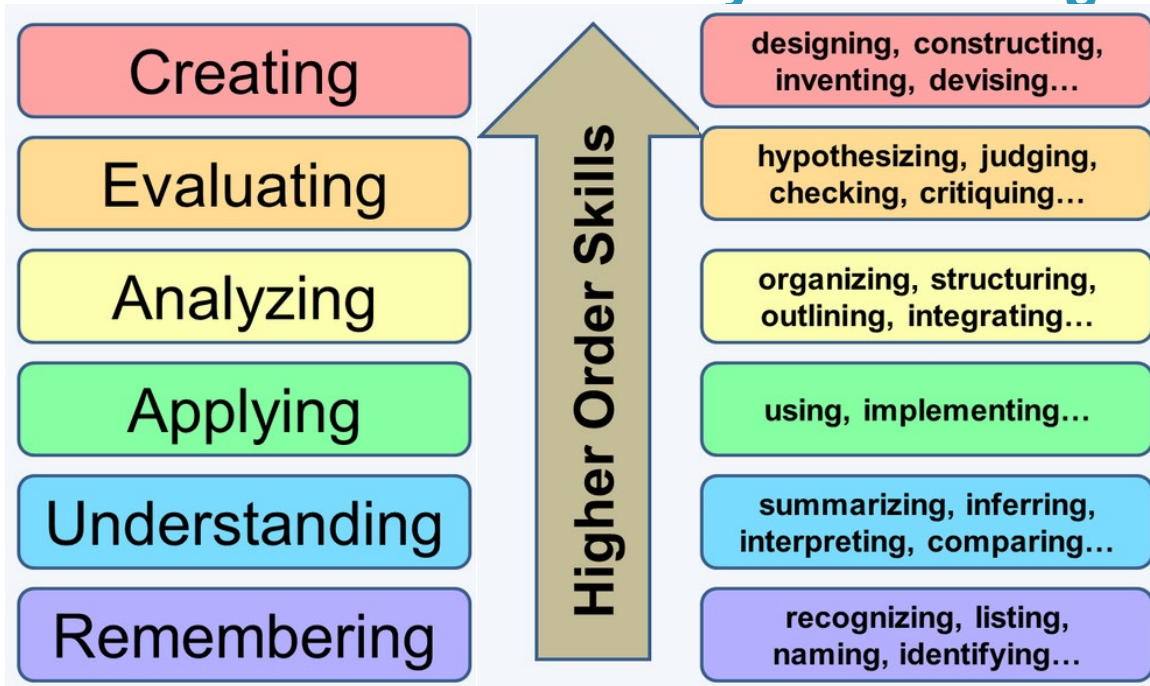 Creating
designing, constructing,
inventing, devising…
Evaluating
hypothesizing, judging,
checking, critiquing…
Analyzing
organizing, structuring,
outlining, integrating…
Applying
using, implementing…
Understanding
summarizing, inferring,
interpreting, comparing…
Remembering
recognizing, listing,
naming, identifying…
Higher Order Skills